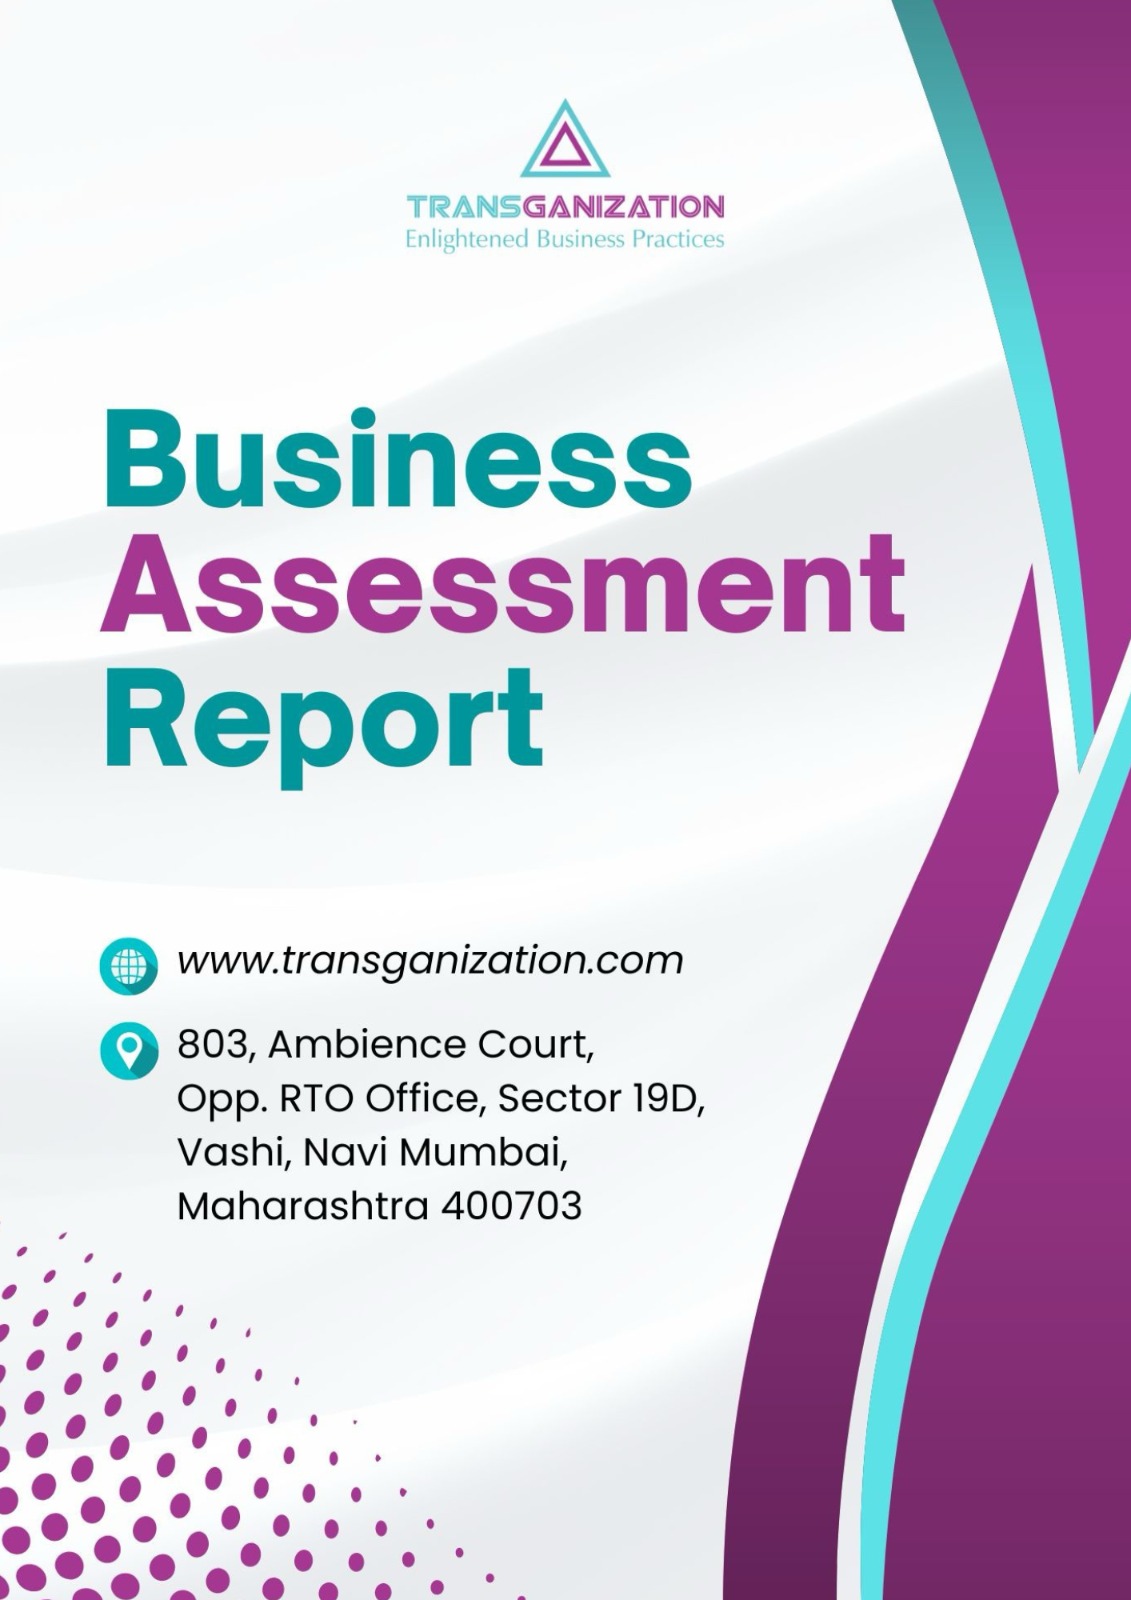 TRANSGANIZATION
Enlightened Business Practices
Business
Assessment
Report
www.transganization.com
803, Ambience Court,
Opp. RTO Office, Sector 19D,
Vashi, Navi Mumbai,
Maharashtra 400703